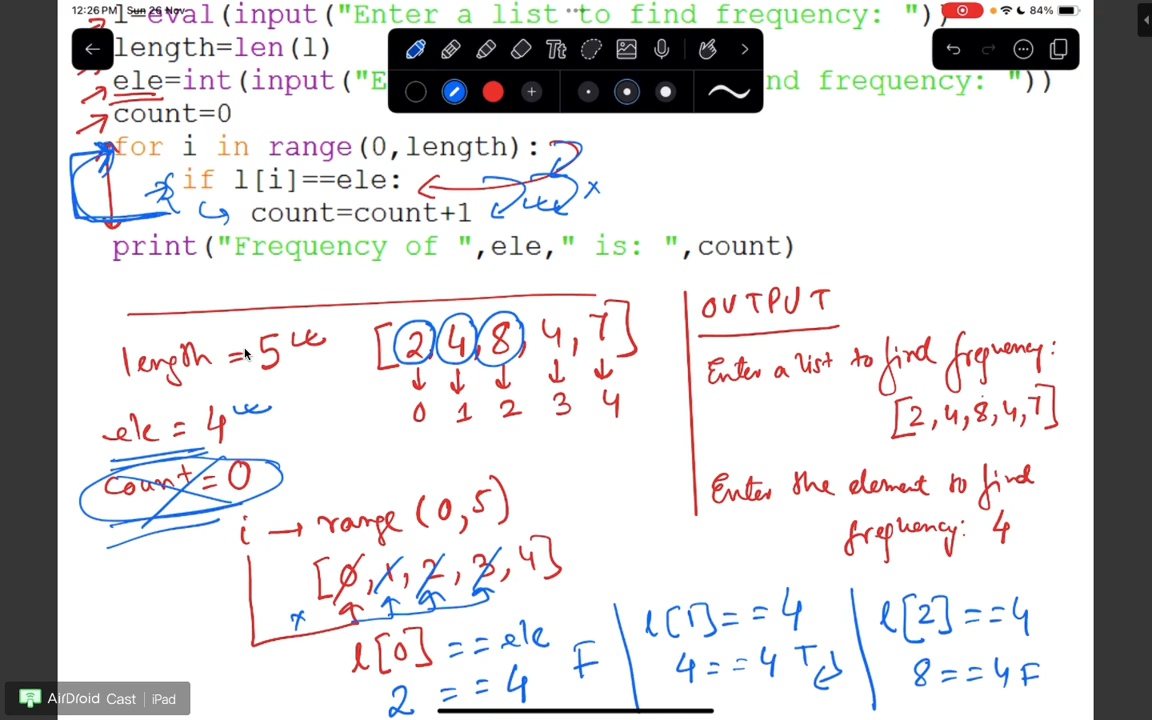 12:26 PM Sun 26 Nov
84%
l=eval(input("Enter a list to find frequency: "))
length=len(l)
Tt
ele=int(input("E nd frequency: "))
count=0
for i in range(0,length):
if l[i]==ele:
x
count=count+1
print("Frequency of ",ele," is: ",count)
length = 5
[2, 4, 8, 4, 7]
0 1 2 3 4
ele = 4
count = 0
i → range (0,5)
[0, 1, 2, 3, 4]
x
l[0] == ele
2 == 4 F
l[1] == 4
4 == 4 T
l[2] == 4
8 == 4 F
OUTPUT
Enter a list to find frequency:
[2, 4, 8, 4, 7]
Enter the element to find
frequency: 4
AirDroid Cast | iPad